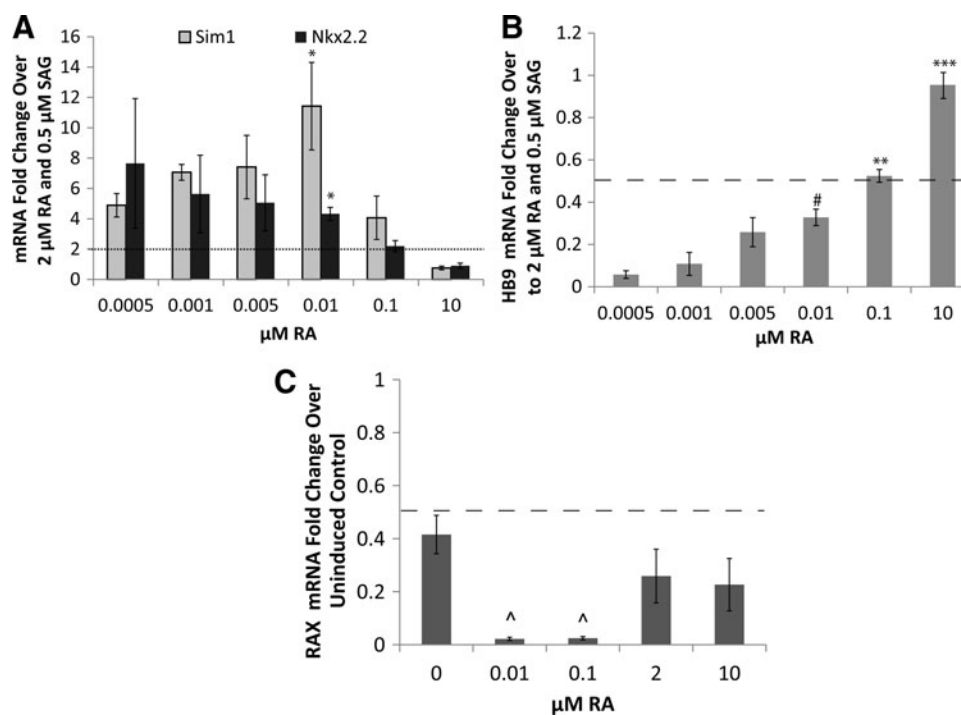 A
mRNA Fold Change Over
2 µM RA and 0.5 µM SAG
Sim1 Nkx2.2
16
14
12
10
8
6
4
2
0
*
*
0.0005 0.001 0.005 0.01 0.1 10
µM RA
B
HB9 mRNA Fold Change Over
to 2 µM RA and 0.5 µM SAG
1.2
1
0.8
0.6
0.4
0.2
0
#
**
***
0.0005 0.001 0.005 0.01 0.1 10
µM RA
C
RAX mRNA Fold Change Over
Uninduced Control
1
0.8
0.6
0.4
0.2
0
^ ^
0 0.01 0.1 2 10
µM RA